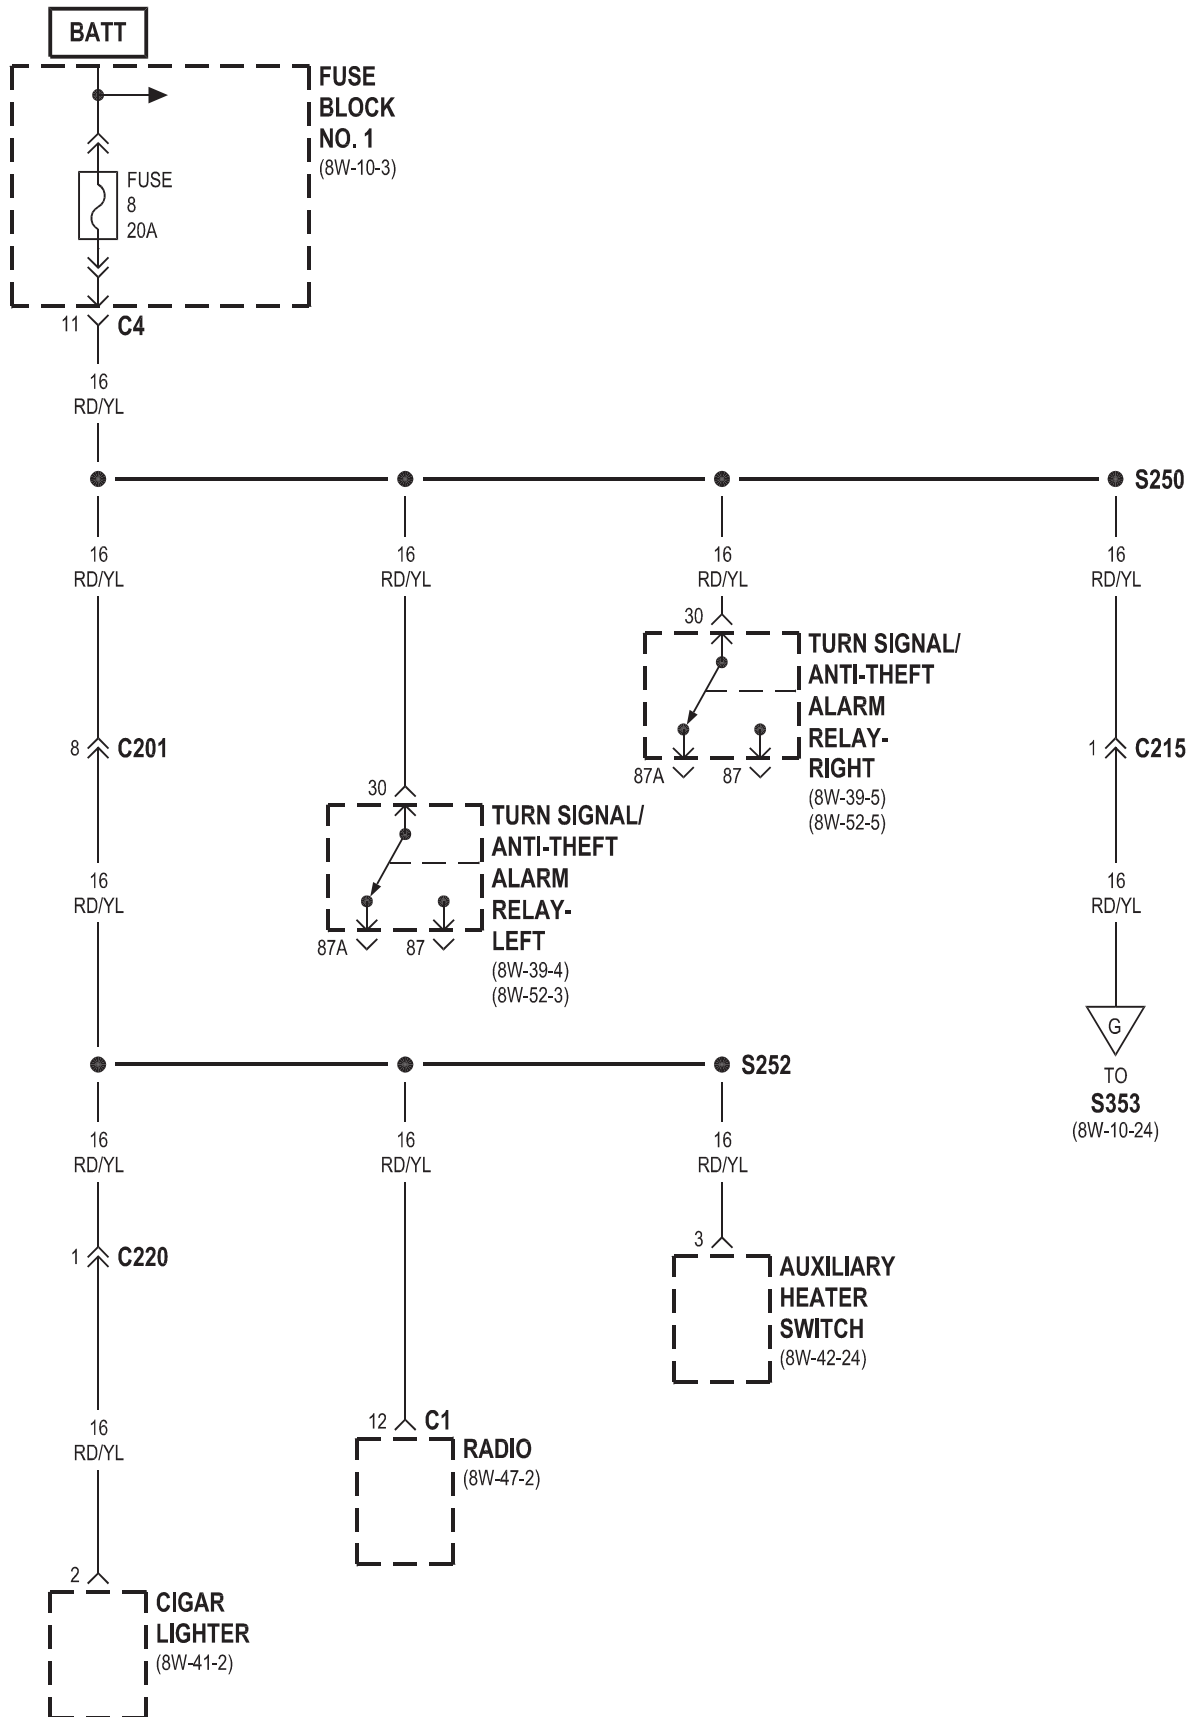 BATT
FUSE
BLOCK
NO. 1
(8W-10-3)
FUSE
8
20A
11 C4
16
RD/YL
S250
16
RD/YL
16
RD/YL
16
RD/YL
16
RD/YL
30
TURN SIGNAL/
ANTI-THEFT
ALARM
RELAY-
RIGHT
(8W-39-5)
(8W-52-5)
87A 87
8 C201
1 C215
30
TURN SIGNAL/
ANTI-THEFT
ALARM
RELAY-
LEFT
(8W-39-4)
(8W-52-3)
87A 87
16
RD/YL
16
RD/YL
G
TO
S353
(8W-10-24)
S252
16
RD/YL
16
RD/YL
16
RD/YL
1 C220
3
AUXILIARY
HEATER
SWITCH
(8W-42-24)
16
RD/YL
12 C1
RADIO
(8W-47-2)
2
CIGAR
LIGHTER
(8W-41-2)